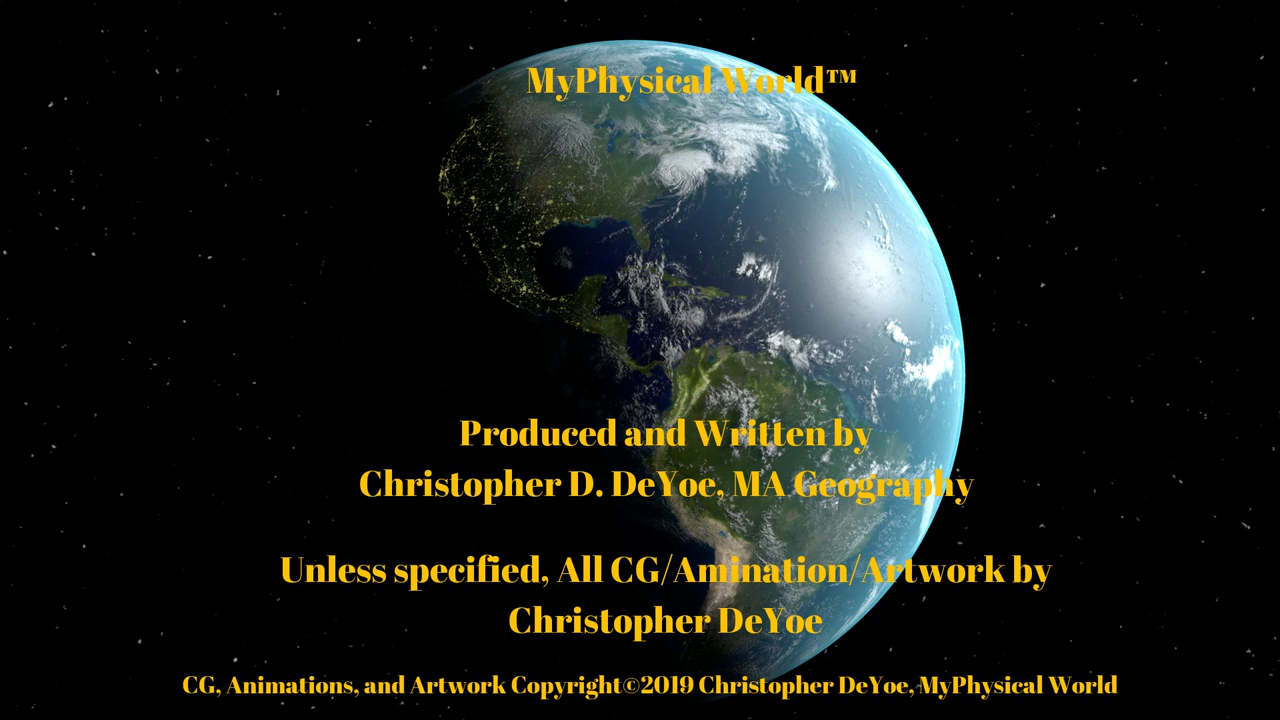 MyPhysical World™
Produced and Written by
Christopher D. DeYoe, MA Geography
Unless specified, All CG/Amination/Artwork by
Christopher DeYoe
CG, Animations, and Artwork Copyright©2019 Christopher DeYoe, MyPhysical World